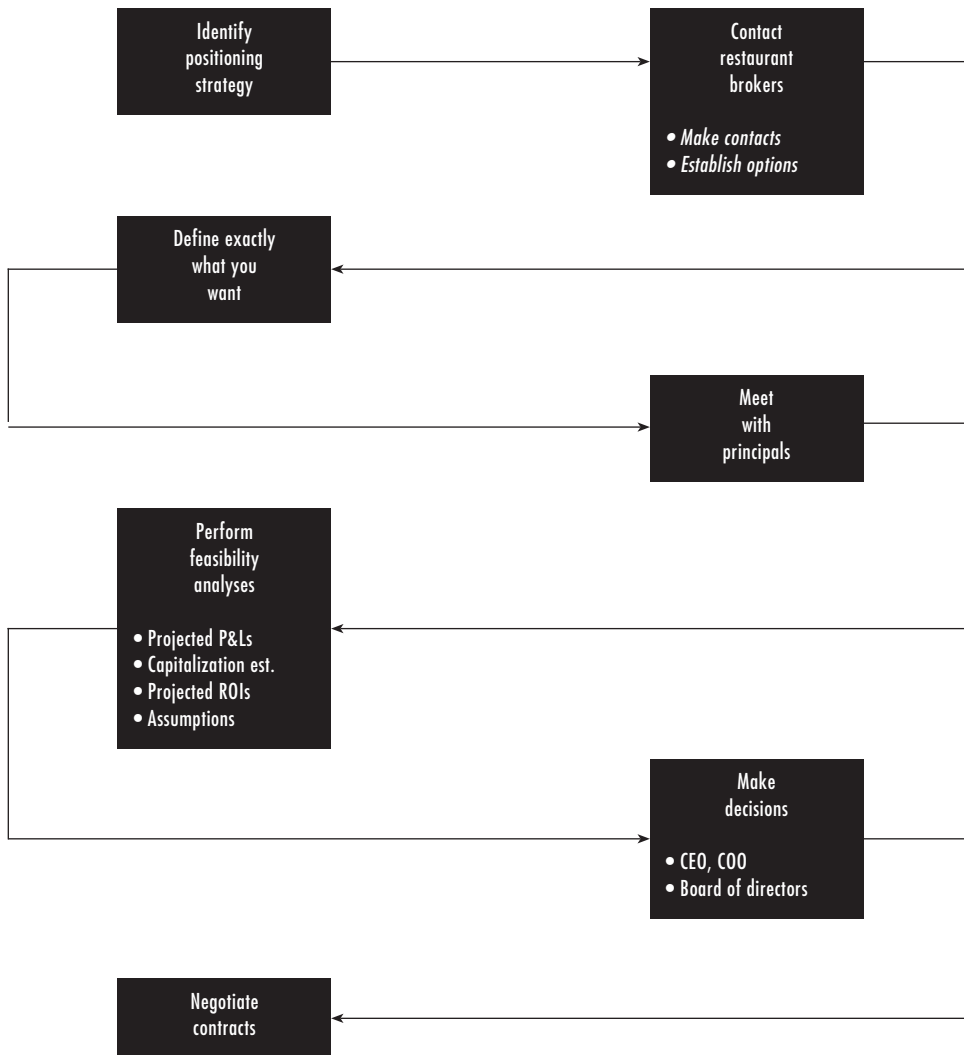 Identify
positioning
strategy
Contact
restaurant
brokers
• Make contacts
• Establish options
Define exactly
what you
want
Meet
with
principals
Perform
feasibility
analyses
• Projected P&Ls
• Capitalization est.
• Projected ROIs
• Assumptions
Make
decisions
• CEO, COO
• Board of directors
Negotiate
contracts